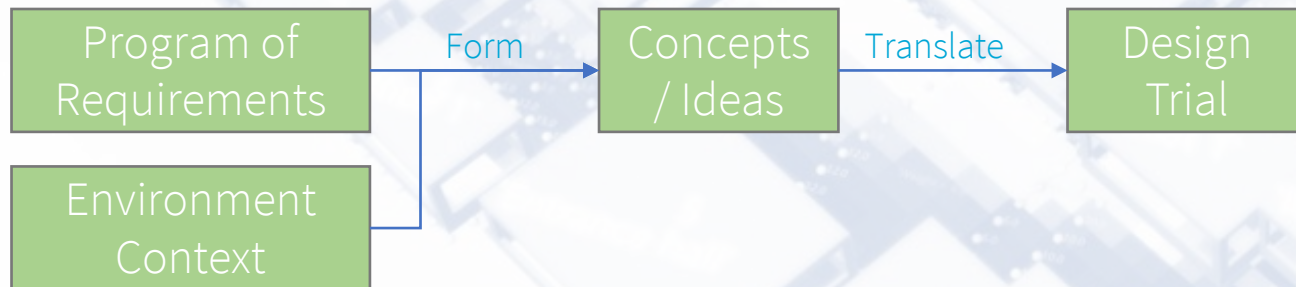 Program of
Requirements
Form
Concepts
/ Ideas
Translate
Design
Trial
Environment
Context